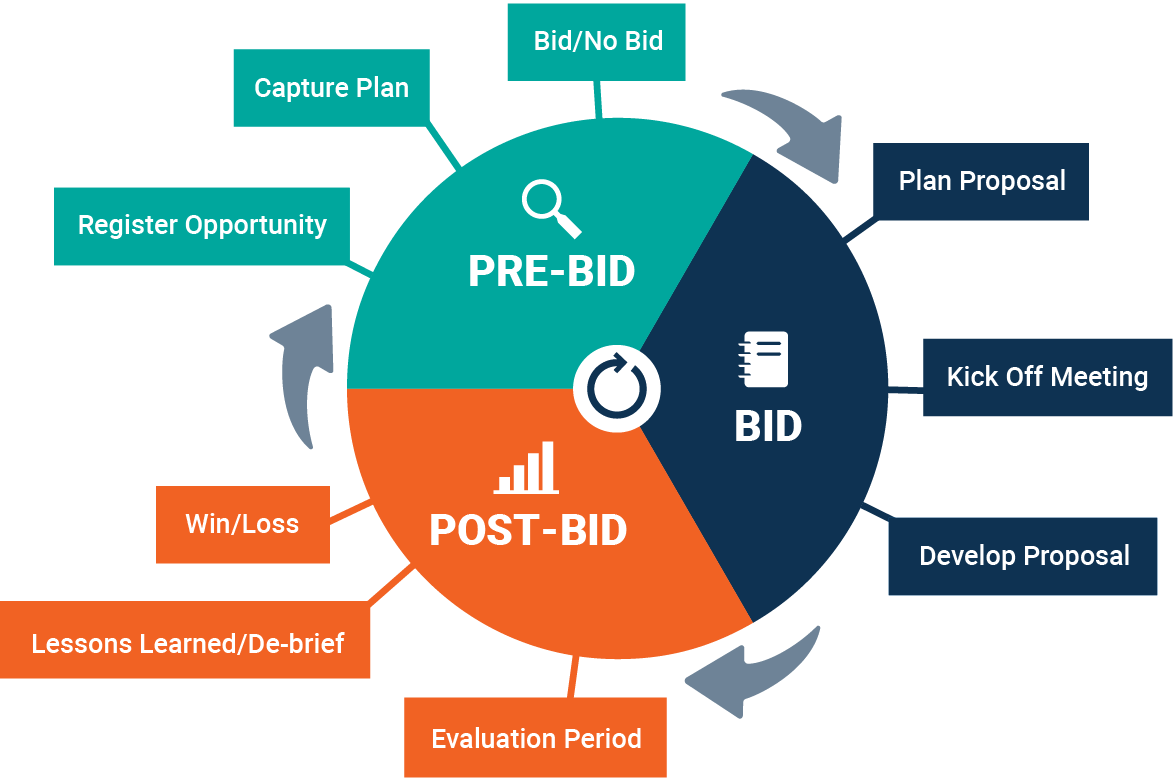 Bid/No Bid
Capture Plan
Plan Proposal
Register Opportunity
PRE-BID
Kick Off Meeting
BID
Win/Loss
POST-BID
Develop Proposal
Lessons Learned/De-brief
Evaluation Period